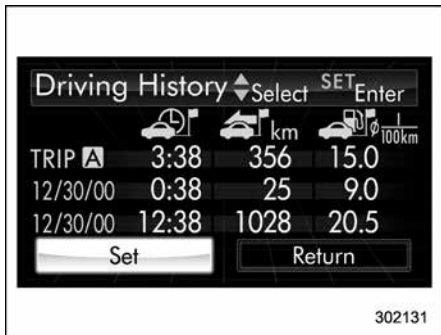 Driving History Select SET Enter
km ø l/100km
TRIP A 3:38 356 15.0
12/30/00 0:38 25 9.0
12/30/00 12:38 1028 20.5
Set Return
302131